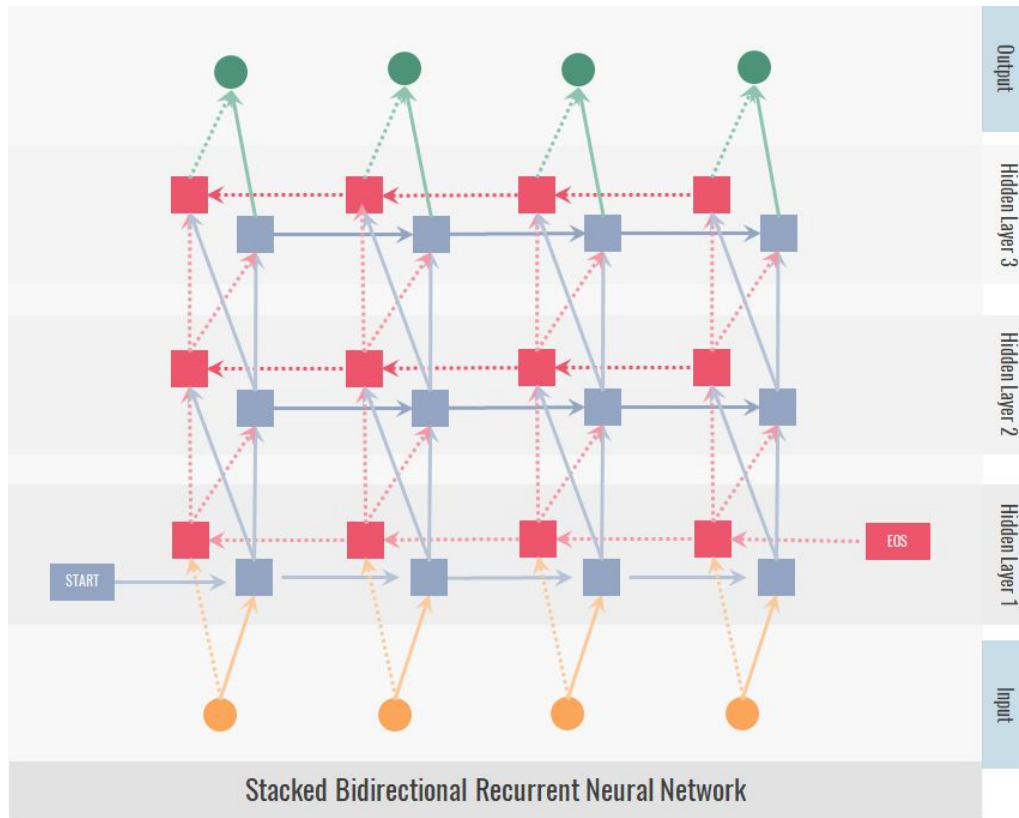 Output
Hidden Layer 3
Hidden Layer 2
EOS
START
Hidden Layer 1
Input
Stacked Bidirectional Recurrent Neural Network